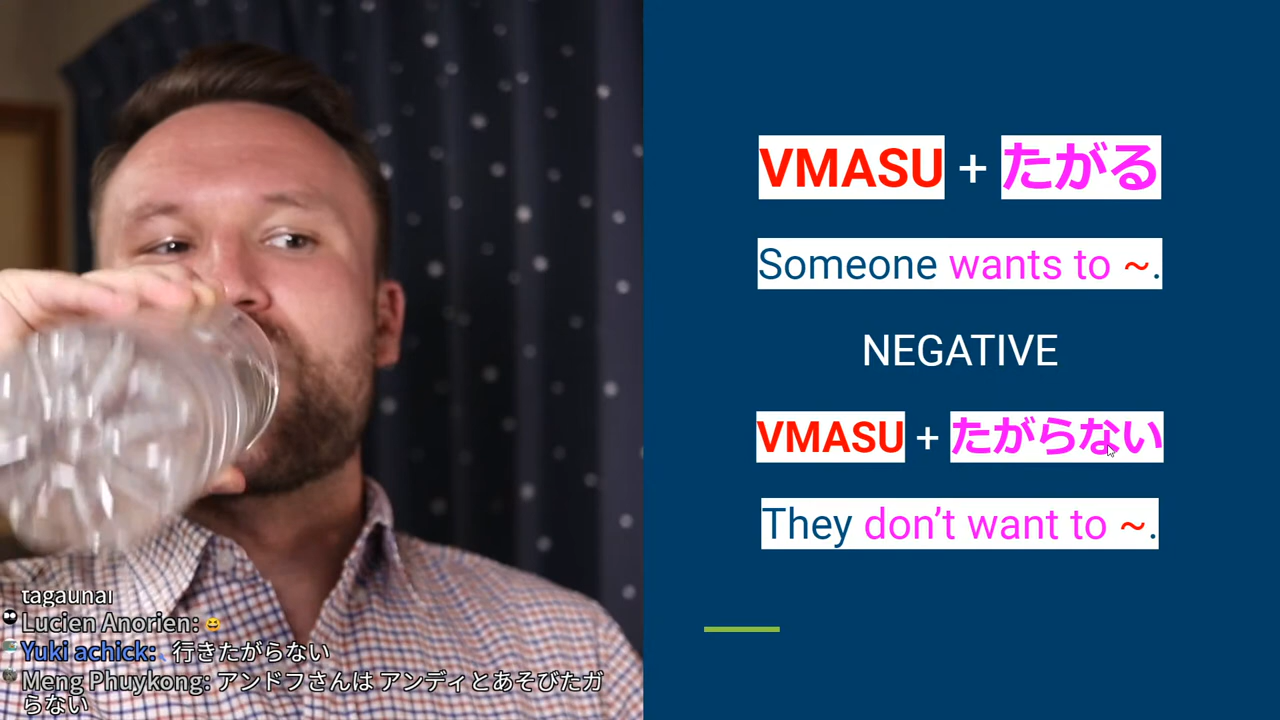 VMASU + たがる
Someone wants to ~.
NEGATIVE
VMASU + たがらない
They don’t want to ~.
tagaunai
Lucien Anorien: 😆
Yuki achick: 行きたがらない
Meng Phuykong: アンドフさんは アンディとあそびたガ
らない